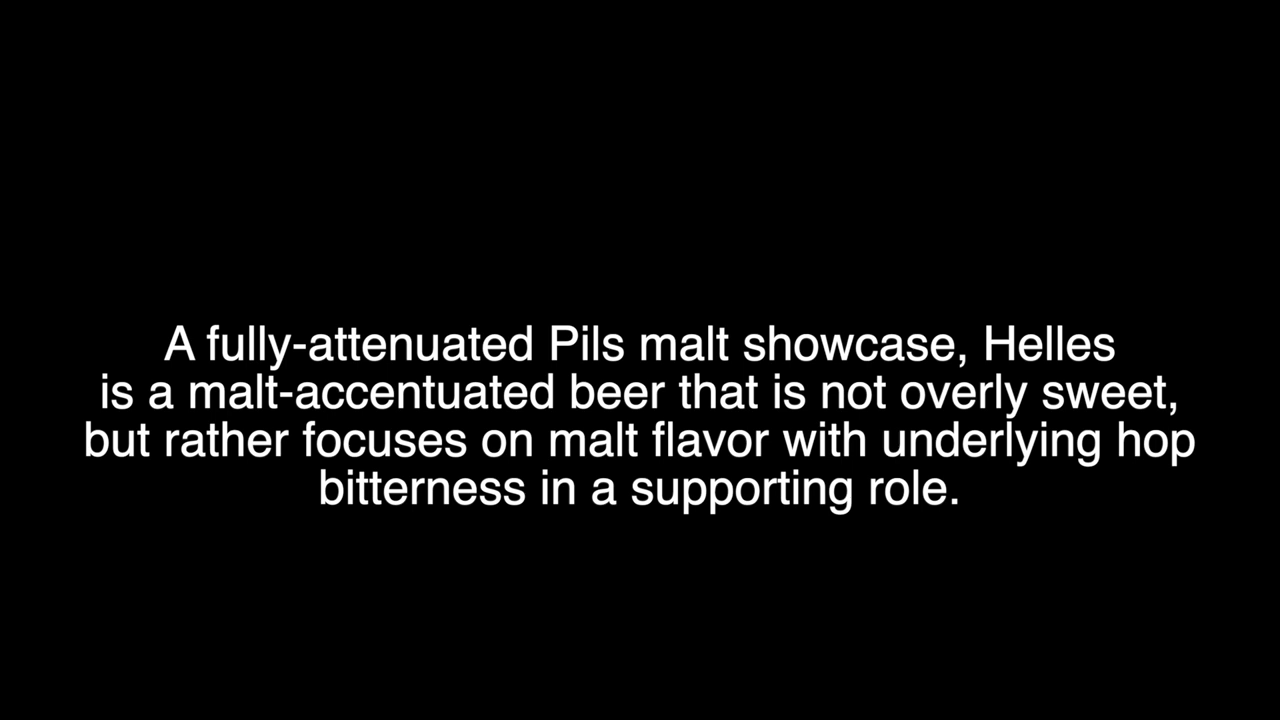 A fully-attenuated Pils malt showcase, Helles
is a malt-accentuated beer that is not overly sweet,
but rather focuses on malt flavor with underlying hop
bitterness in a supporting role.